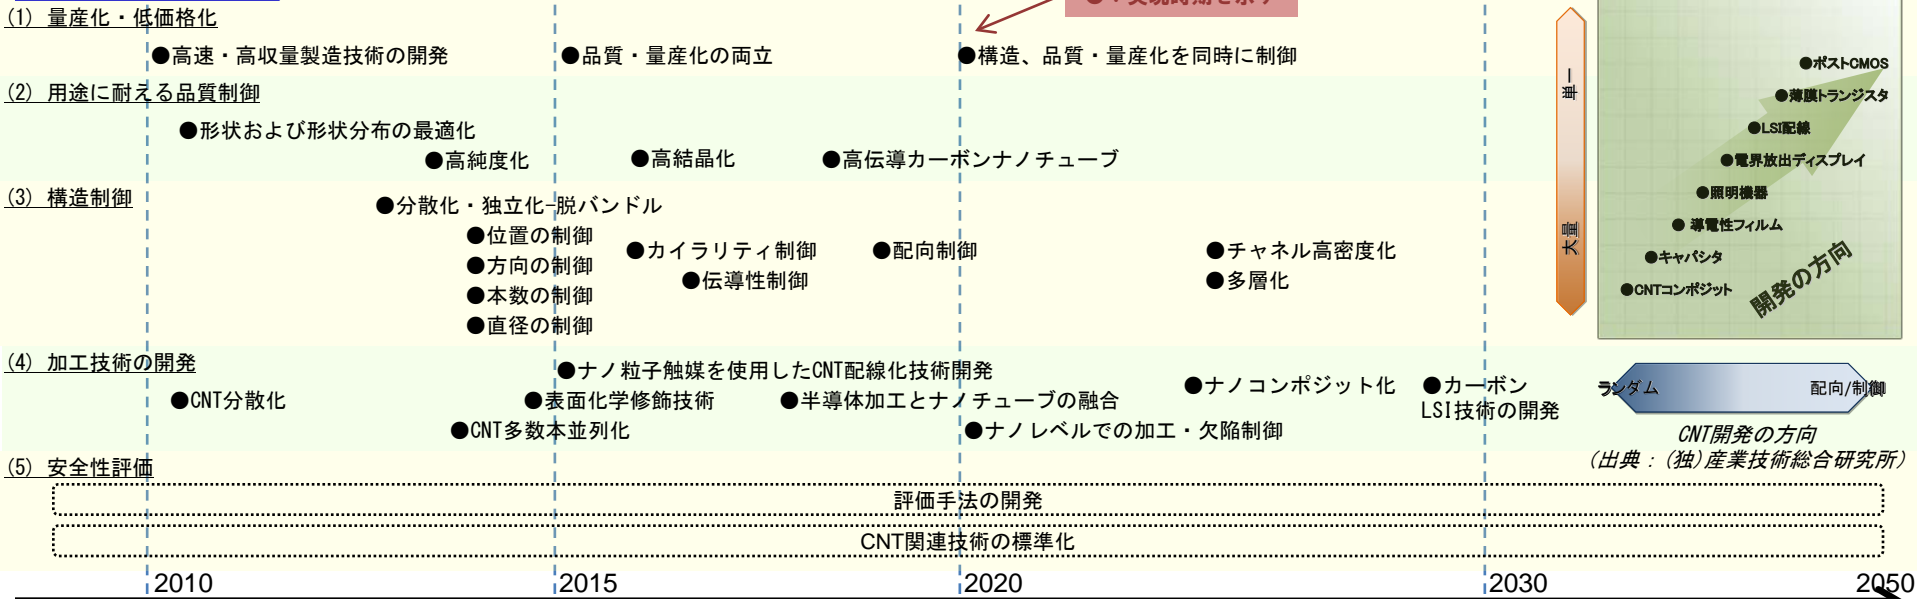 (1) 量産化・低価格化
●高速・高収量製造技術の開発
●品質・量産化の両立
●構造、品質・量産化を同時に制御
(2) 用途に耐える品質制御
●形状および形状分布の最適化
●高純度化
●高結晶化
●高伝導カーボンナノチューブ
(3) 構造制御
●分散化・独立化-脱バンドル
●位置の制御
●方向の制御
●本数の制御
●直径の制御
●カイラリティ制御
●伝導性制御
●配向制御
●チャネル高密度化
●多層化
(4) 加工技術の開発
●ナノ粒子触媒を使用したCNT配線化技術開発
●CNT分散化
●表面化学修飾技術
●半導体加工とナノチューブの融合
●ナノコンポジット化
●カーボン
LSI技術の開発
●CNT多数本並列化
●ナノレベルでの加工・欠陥制御
(5) 安全性評価
評価手法の開発
CNT関連技術の標準化
2010
2015
2020
2030
2050
単一
大量
●ポストCMOS
●薄膜トランジスタ
●LSI配線
●電界放出ディスプレイ
●照明機器
● 導電性フィルム
●キャパシタ
●CNTコンポジット
開発の方向
ランダム
配向/制御
CNT開発の方向
(出典：(独)産業技術総合研究所)